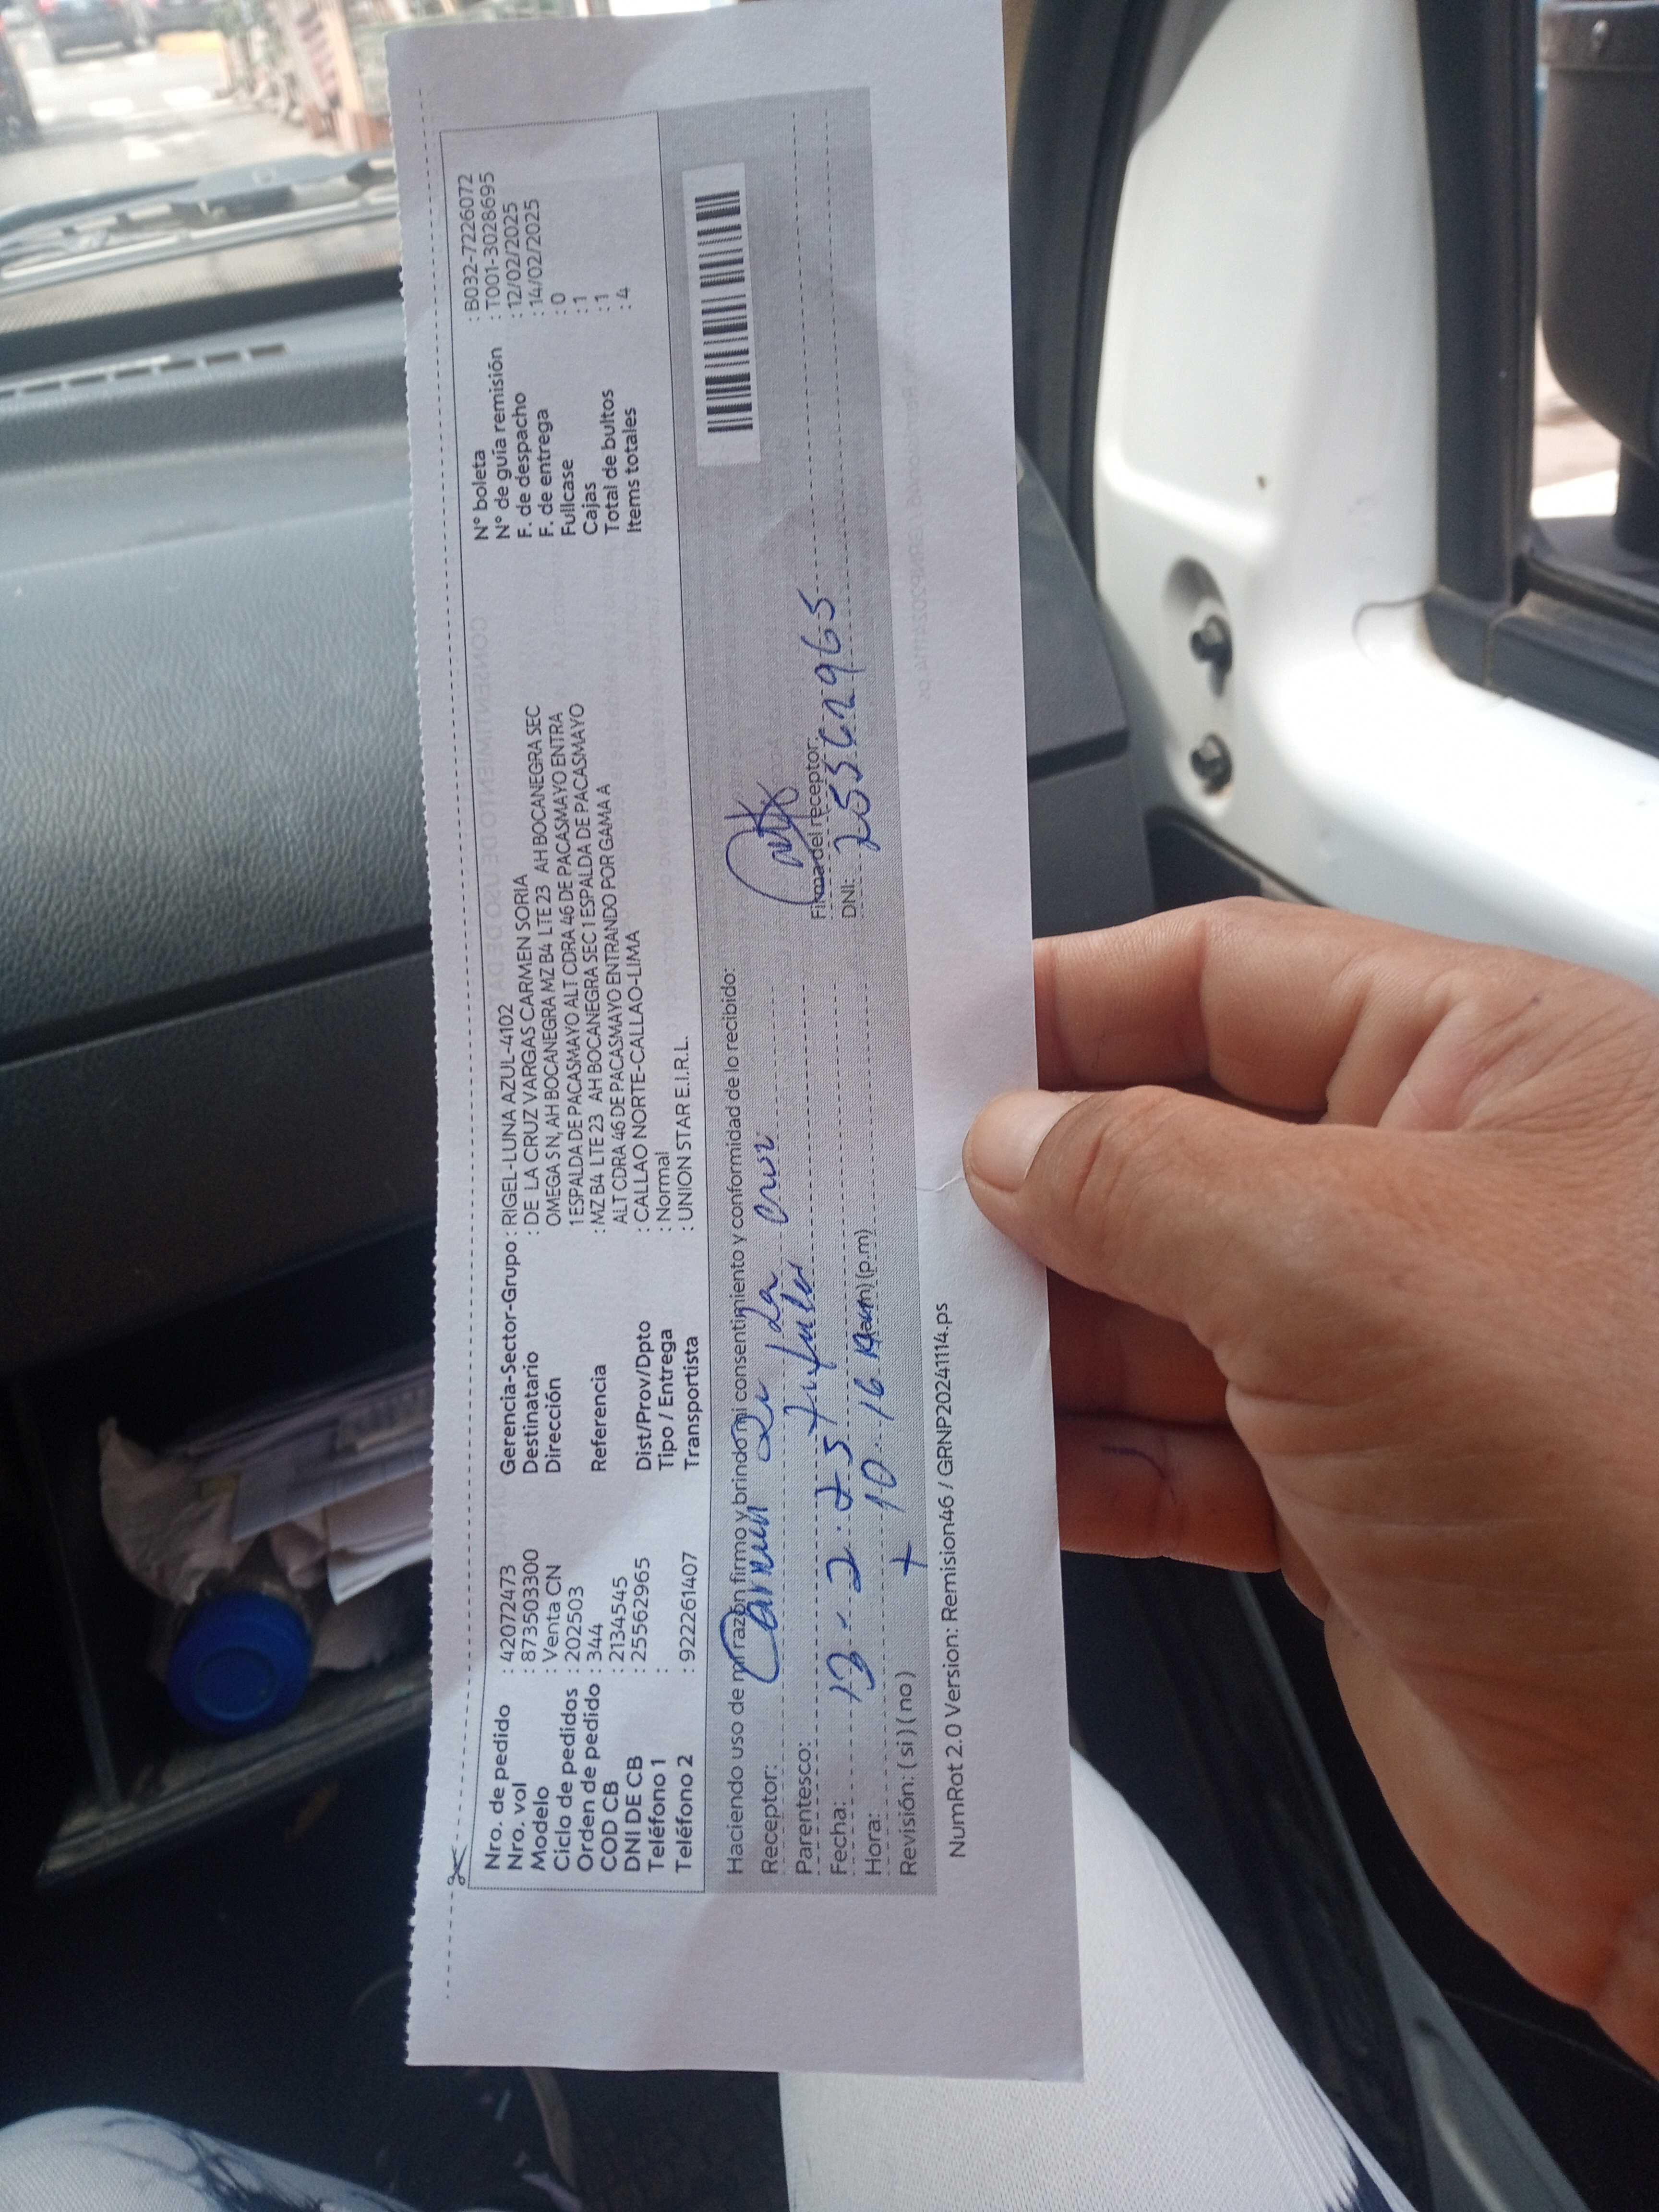 Nro. de pedido : 42072473
Nro. vol : 873503300
Modelo : Venta CN
Ciclo de pedidos : 202503
Orden de pedido : 344
COD CB : 2134545
DNI DE CB : 25562965
Teléfono 1 :
Teléfono 2 : 922261407
Gerencia-Sector-Grupo : RIGEL-LUNA AZUL-4102
Destinatario : DE LA CRUZ VARGAS CARMEN SORIA
Dirección OMEGA S N, AH BOCANEGRA MZ B4 LTE 23 AH BOCANEGRA SEC
1 ESPALDA DE PACASMAYO ALT CDRA 46 DE PACASMAYO ENTRA
Referencia : MZ B4 LTE 23 AH BOCANEGRA SEC 1 ESPALDA DE PACASMAYO
ALT CDRA 46 DE PACASMAYO ENTRANDO POR GAMA A
Dist/Prov/Dpto : CALLAO NORTE-CALLAO-LIMA
Tipo / Entrega : Normal
Transportista : UNION STAR E.I.R.L.
N° boleta : B032-7226072
N° de guía remisión : T001-3028695
F. de despacho : 12/02/2025
F. de entrega : 14/02/2025
Fullcase : 0
Cajas : 1
Total de bultos : 1
Items totales : 4
Haciendo uso de mi razón firmo y brindo mi consentimiento y conformidad de lo recibido:
Receptor: Carmen De La Cruz
Parentesco: Titular
Fecha: 13 - 2 - 25
Hora: 10 - 16 (a.m) (p.m)
Revisión: ( si ) ( no )
Firma del receptor:
DNI: 25562965
NumRot 2.0 Version: Remision46 / GRNP20241114.ps